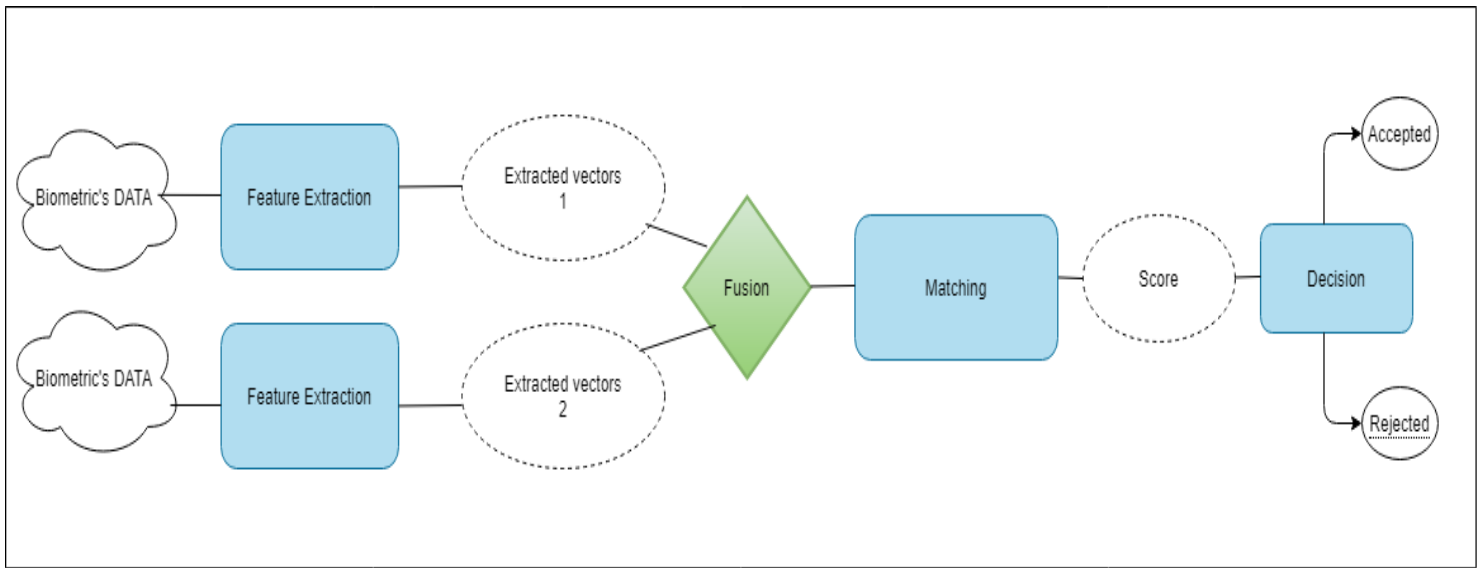 Biometric's DATA
Feature Extraction
Extracted vectors
1
Biometric's DATA
Feature Extraction
Extracted vectors
2
Fusion
Matching
Score
Decision
Accepted
Rejected